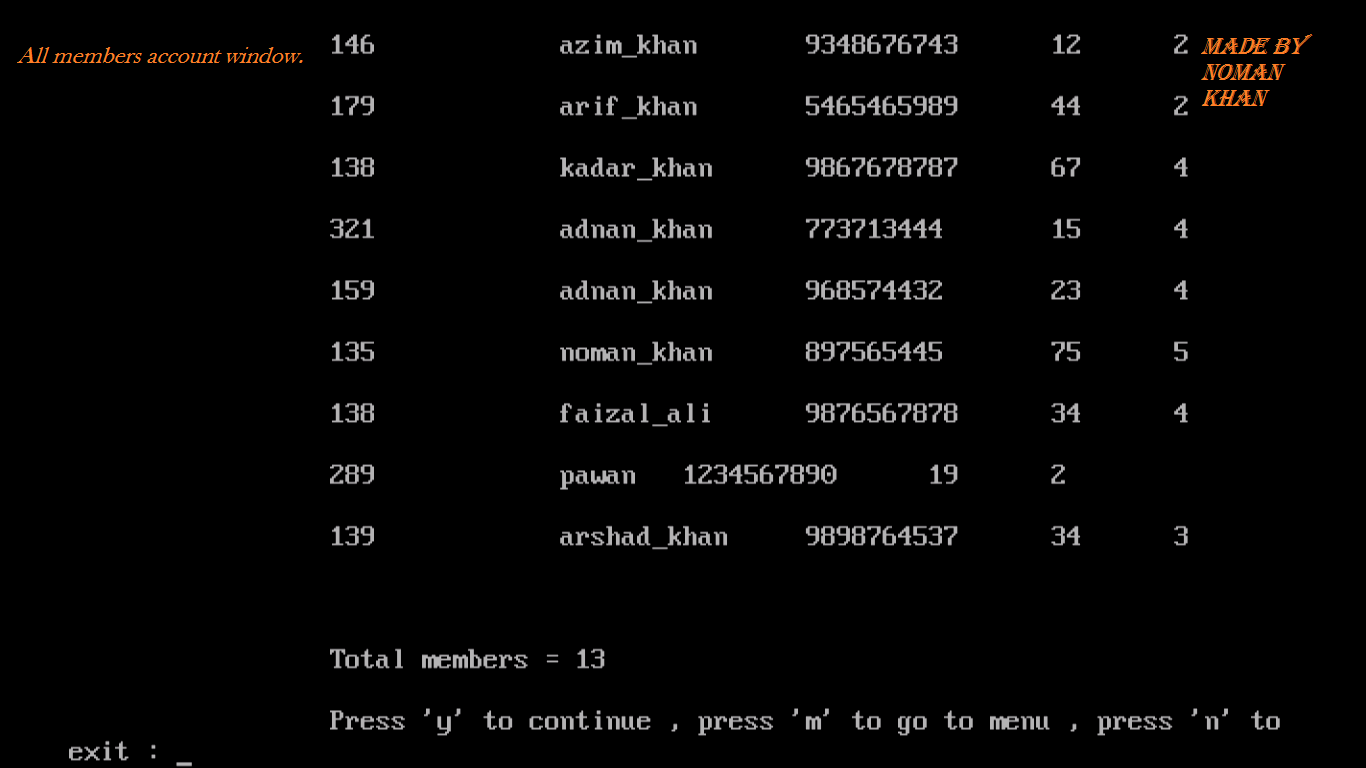 All members account window.
MADE BY
NOMAN
KHAN
146 azim_khan 9348676743 12 2
179 arif_khan 5465465989 44 2
138 kadar_khan 9867678787 67 4
321 adnan_khan 773713444 15 4
159 adnan_khan 968574432 23 4
135 noman_khan 897565445 75 5
138 faizal_ali 9876567878 34 4
289 pawan 1234567890 19 2
139 arshad_khan 9898764537 34 3
Total members = 13
Press 'y' to continue , press 'm' to go to menu , press 'n' to
exit : _